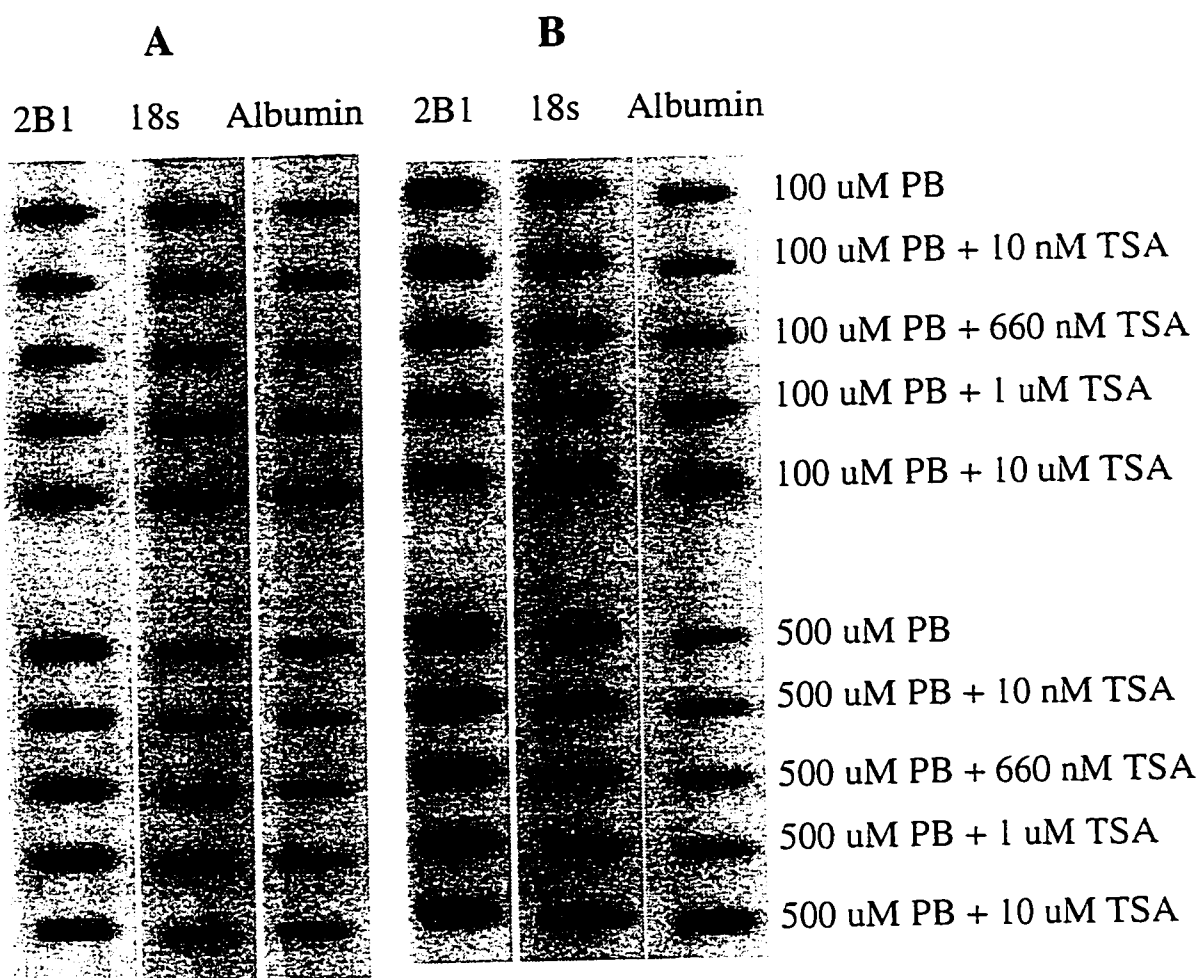 A B
2B1 18s Albumin 2B1 18s Albumin
100 uM PB
100 uM PB + 10 nM TSA
100 uM PB + 660 nM TSA
100 uM PB + 1 uM TSA
100 uM PB + 10 uM TSA
500 uM PB
500 uM PB + 10 nM TSA
500 uM PB + 660 nM TSA
500 uM PB + 1 uM TSA
500 uM PB + 10 uM TSA